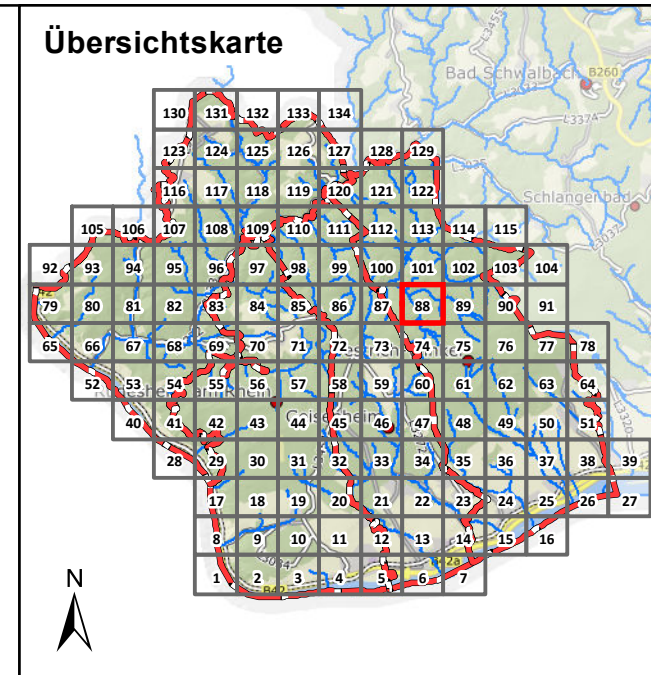 Übersichtskarte
L3455
Bad Schwalbach
B260
L3374
130 131 132 133 134
123 124 125 126 127 128 129
L3035
116 117 118 119 120 121 122
Schlangenbad
105 106 107 108 109 110 111 112 113 114 115
L3037
92 93 94 95 96 97 98 99 100 101 102 103 104
79 80 81 82 83 84 85 86 87 88 89 90 91
65 66 67 68 69 70 71 72 73 74 75 76 77 78
52 53 54 55 56 57 58 59 60 61 62 63 64
40 41 42 43 44 45 46 47 48 49 50 51
Geisenheim
L3320
28 29 30 31 32 33 34 35 36 37 38 39
17 18 19 20 21 22 23 24 25 26 27
8 9 10 11 12 13 14 15 16
L3034
B42a
1 2 3 4 5 6 7
B42
N